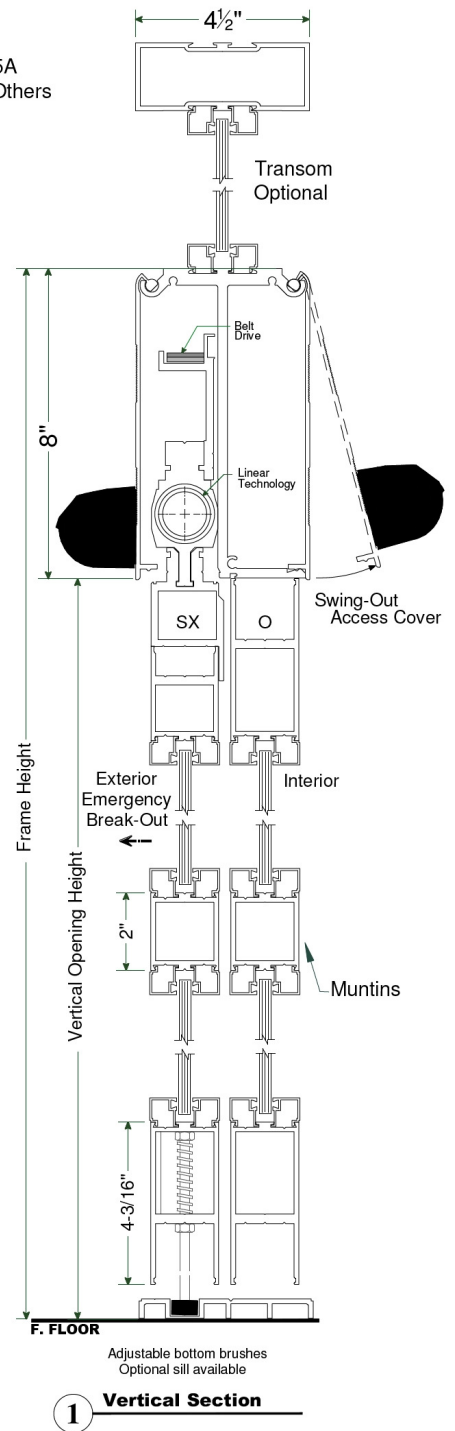 4½"
5A
Others
Transom
Optional
Belt
Drive
8"
Linear
Technology
Swing-Out
Access Cover
SX
O
Frame Height
Exterior
Emergency
Break-Out
Interior
Vertical Opening Height
2"
Muntins
4-3/16"
F. FLOOR
Adjustable bottom brushes
Optional sill available
1 Vertical Section